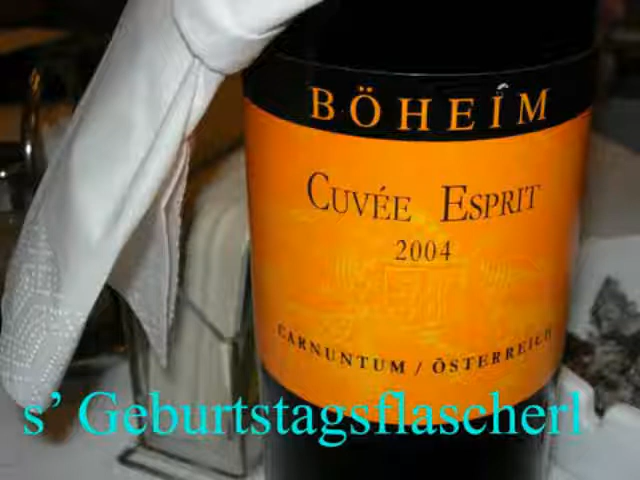 BÖHEIM
CUVÉE ESPRIT
2004
CARNUNTUM / ÖSTERREICH
s' Geburtstagsflascherl